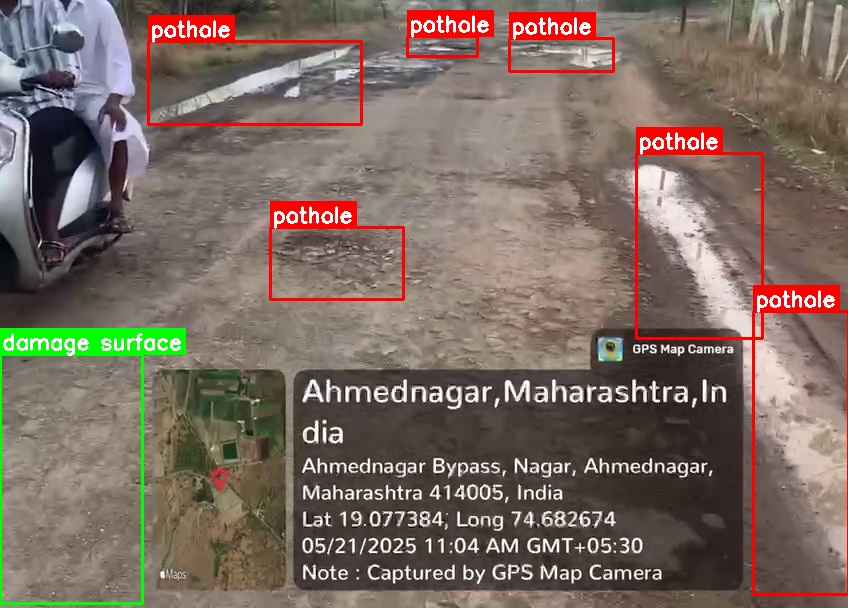 pothole
pothole
pothole
pothole
pothole
pothole
damage surface
GPS Map Camera
Ahmednagar,Maharashtra,In
dia
Ahmednagar Bypass, Nagar, Ahmednagar,
Maharashtra 414005, India
Lat 19.077384, Long 74.682674
05/21/2025 11:04 AM GMT+05:30
Note : Captured by GPS Map Camera
Maps